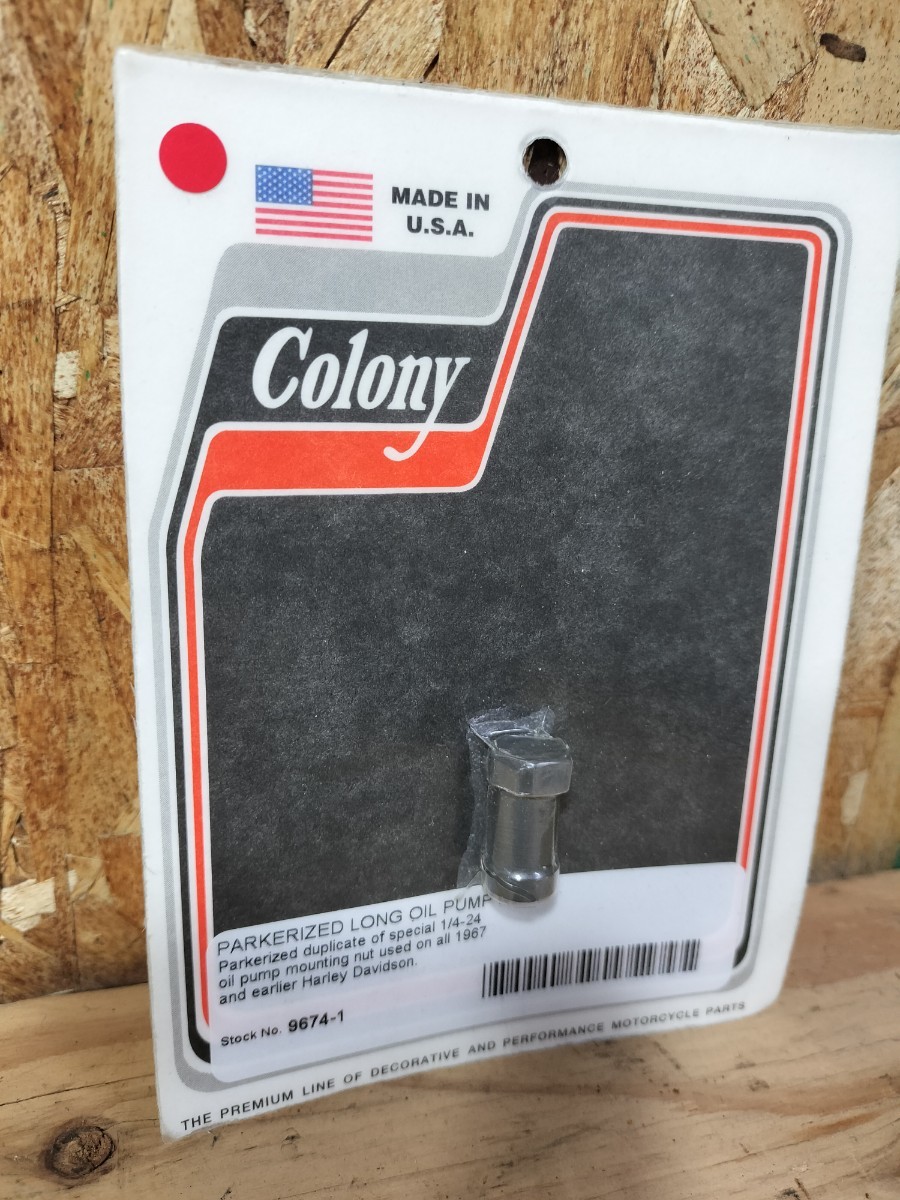 MADE IN
U.S.A.
Colony
PARKERIZED LONG OIL PUMP
Parkerized duplicate of special 1/4-24
oil pump mounting nut used on all 1967
and earlier Harley Davidson.
Stock No. 9674-1
THE PREMIUM LINE OF DECORATIVE AND PERFORMANCE MOTORCYCLE PARTS